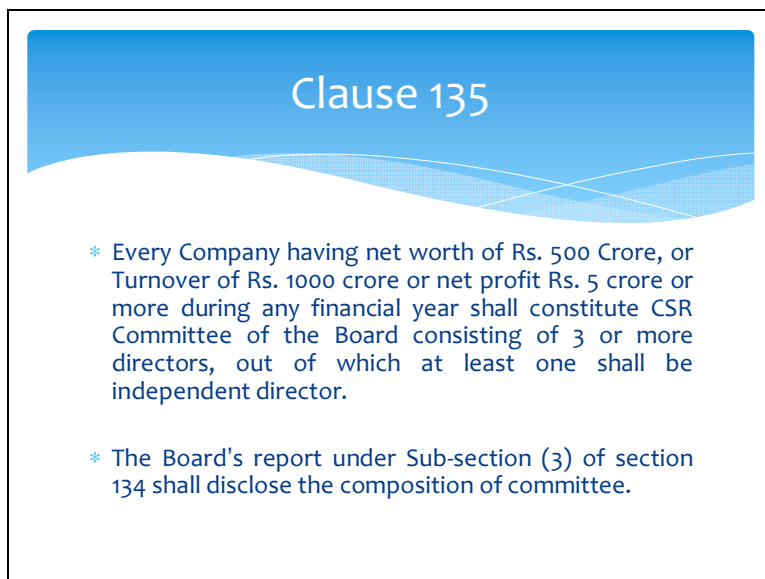 Clause 135
* Every Company having net worth of Rs. 500 Crore, or
Turnover of Rs. 1000 crore or net profit Rs. 5 crore or
more during any financial year shall constitute CSR
Committee of the Board consisting of 3 or more
directors, out of which at least one shall be
independent director.
* The Board’s report under Sub-section (3) of section
134 shall disclose the composition of committee.